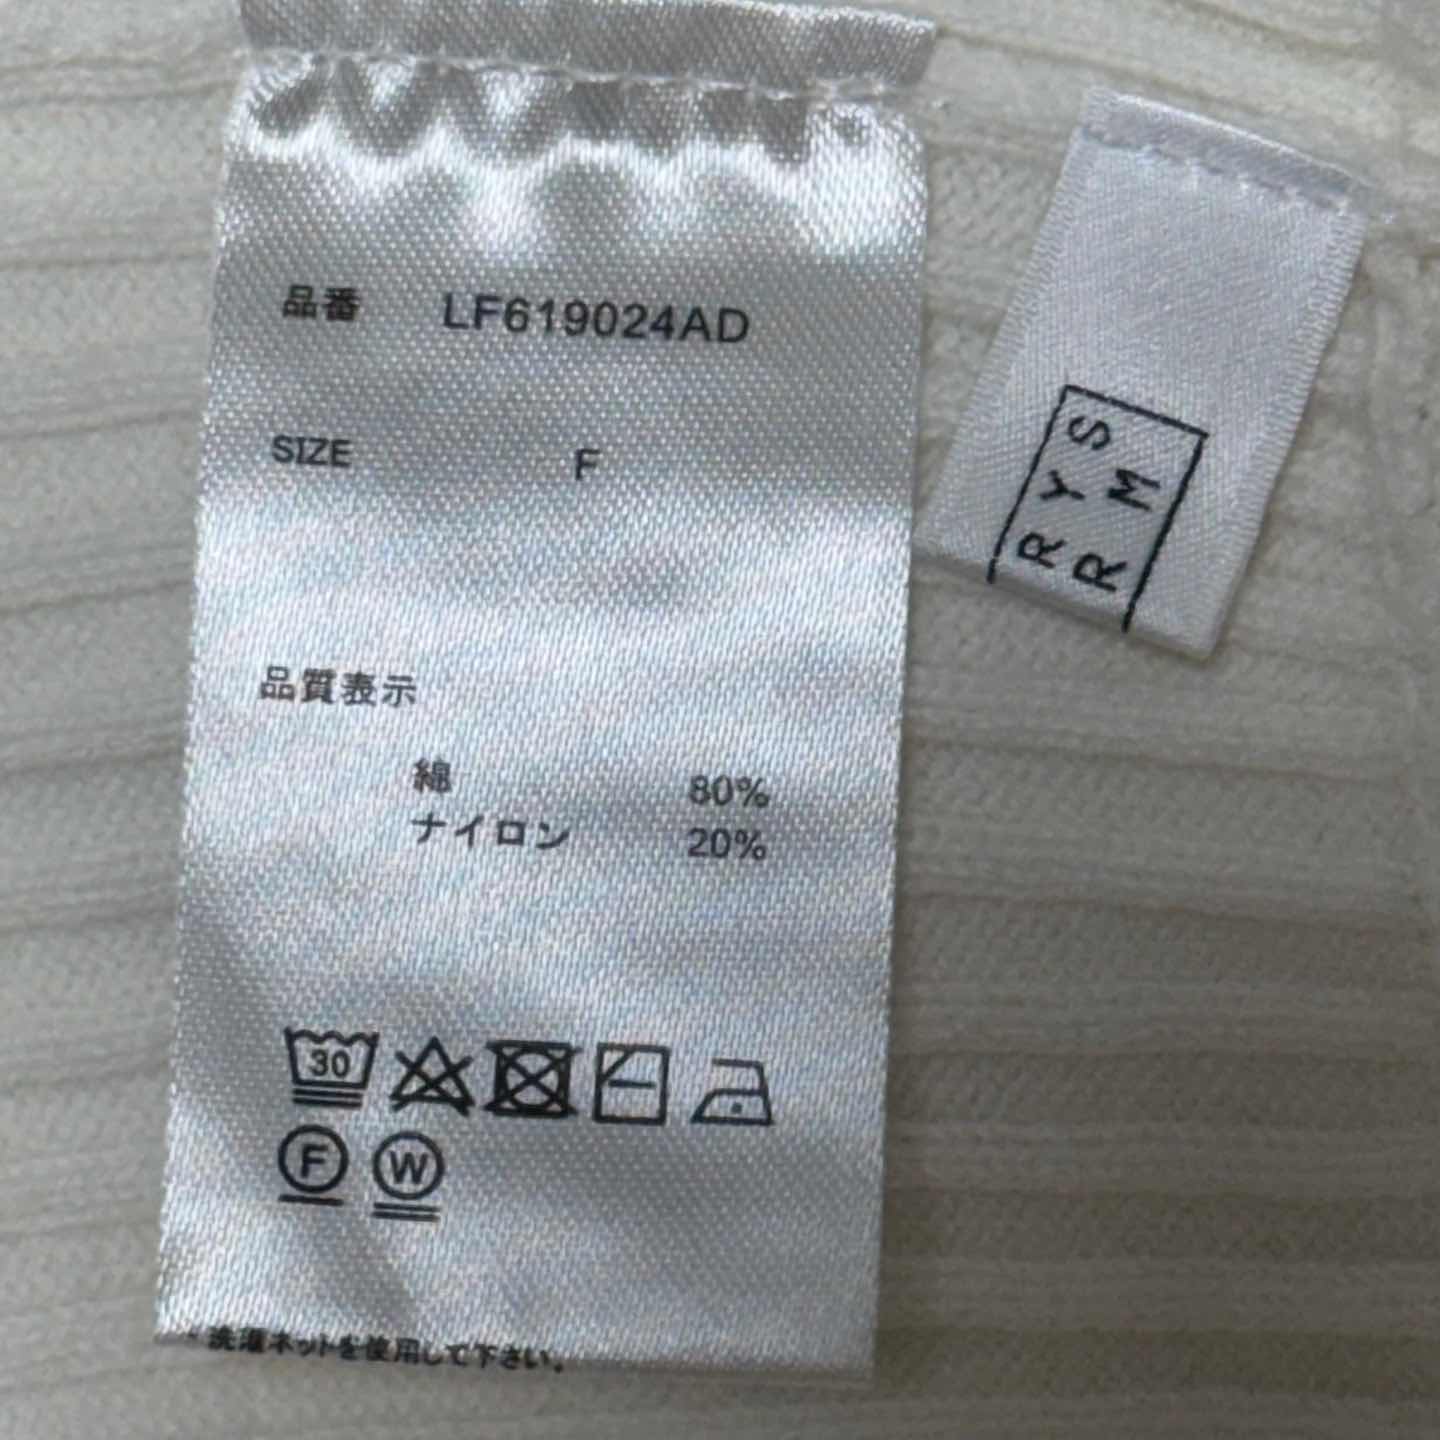 品番 LF619024AD
SIZE F
品質表示
綿 80%
ナイロン 20%
30
F W
・洗濯ネットを使用して下さい。
RYS
RM